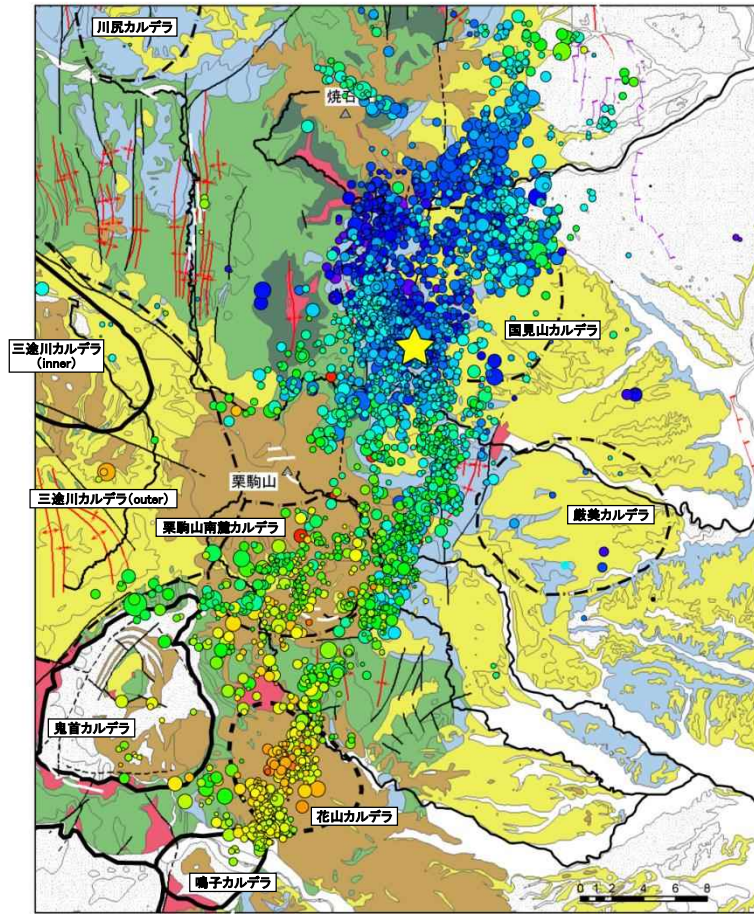 川尻カルデラ
焼石
国見山カルデラ
三途川カルデラ
(inner)
栗駒山
三途川カルデラ(outer)
栗駒山南麓カルデラ
厳美カルデラ
鬼首カルデラ
花山カルデラ
鳴子カルデラ
0 1 2 4 6 8